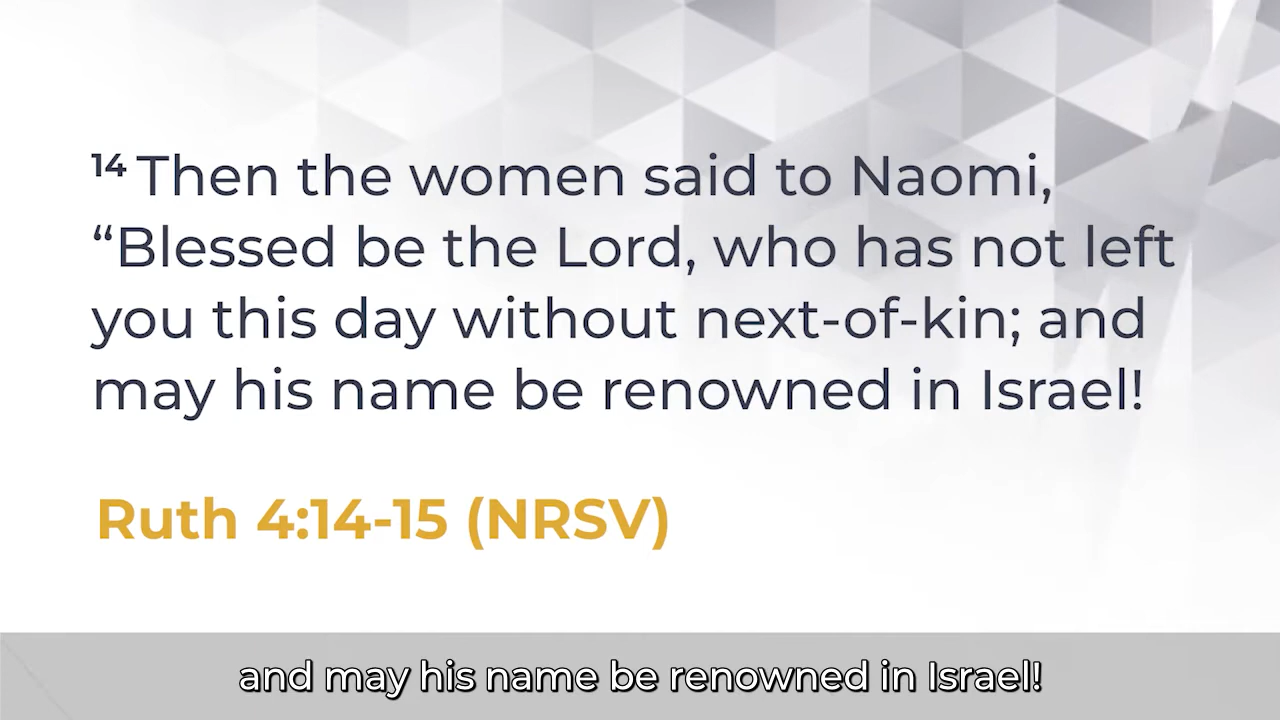 14 Then the women said to Naomi,
“Blessed be the Lord, who has not left
you this day without next-of-kin; and
may his name be renowned in Israel!
Ruth 4:14-15 (NRSV)
and may his name be renowned in Israel!